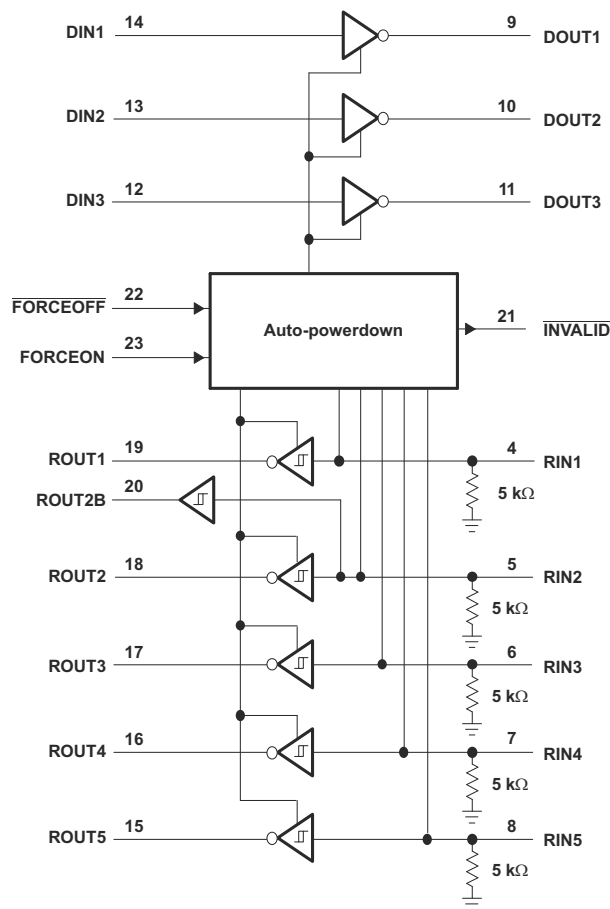 DIN1 14 9 DOUT1
DIN2 13 10 DOUT2
DIN3 12 11 DOUT3
FORCEOFF 22
Auto-powerdown
21 INVALID
FORCEON 23
ROUT1 19 4 RIN1
5 kΩ
ROUT2B 20
ROUT2 18 5 RIN2
5 kΩ
ROUT3 17 6 RIN3
5 kΩ
ROUT4 16 7 RIN4
5 kΩ
ROUT5 15 8 RIN5
5 kΩ